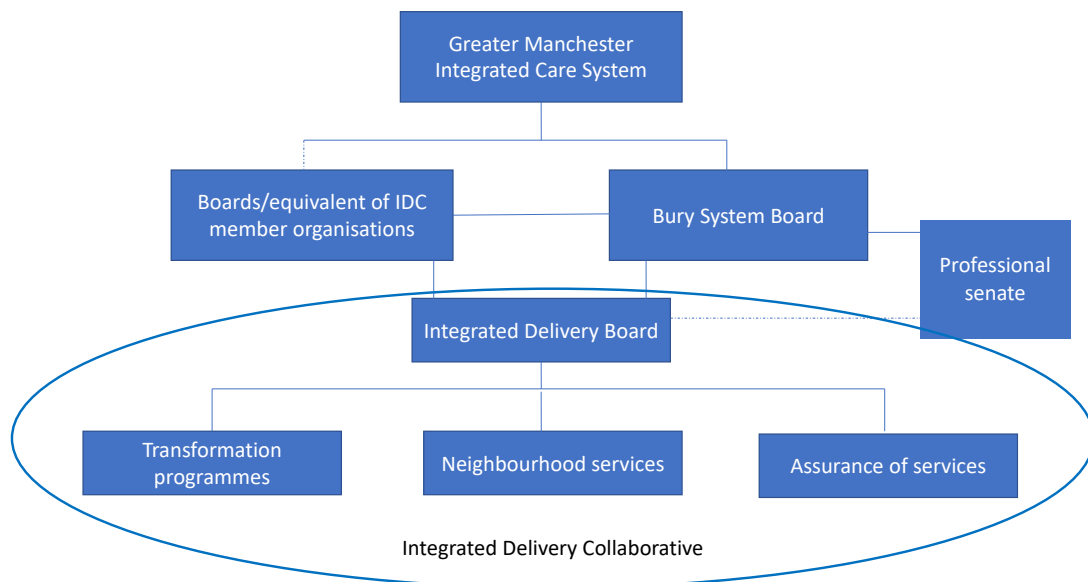 Greater Manchester
Integrated Care System
Boards/equivalent of IDC
member organisations
Bury System Board
Professional
senate
Integrated Delivery Board
Transformation
programmes
Neighbourhood services
Assurance of services
Integrated Delivery Collaborative